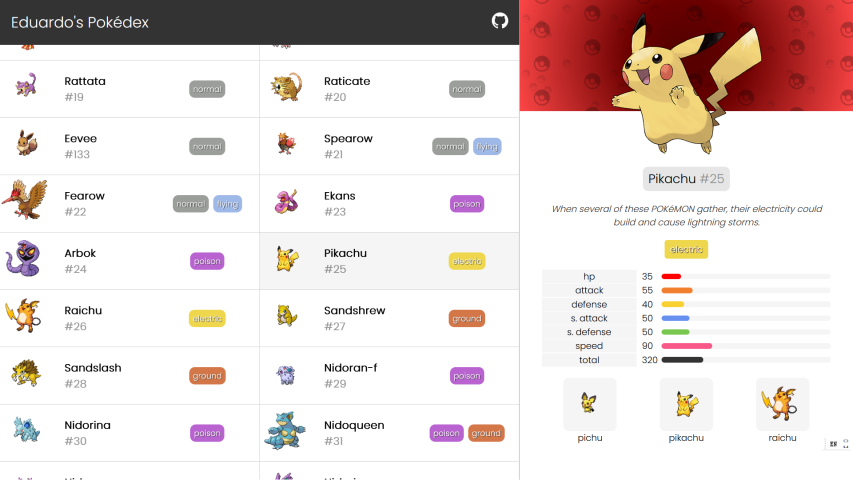 Eduardo's Pokédex
Rattata
#19
normal
Raticate
#20
normal
Eevee
#133
normal
Spearow
#21
normal flying
Fearow
#22
normal flying
Ekans
#23
poison
Arbok
#24
poison
Pikachu
#25
electric
Raichu
#26
electric
Sandshrew
#27
ground
Sandslash
#28
ground
Nidoran-f
#29
poison
Nidorina
#30
poison
Nidoqueen
#31
poison ground
Pikachu #25
When several of these POKéMON gather, their electricity could
build and cause lightning storms.
electric
hp 35
attack 55
defense 40
s. attack 50
s. defense 50
speed 90
total 320
pichu
pikachu
raichu